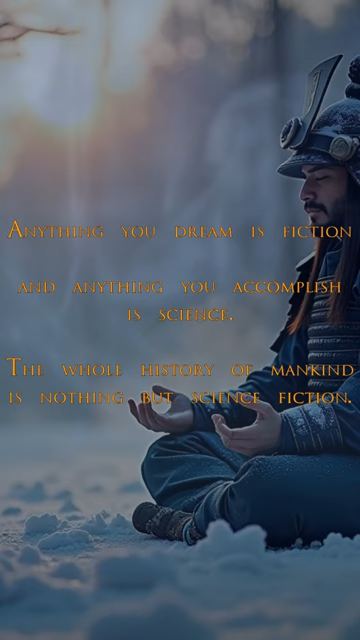 Anything you dream is fiction
and anything you accomplish
is science.
The whole history of mankind
is nothing but science fiction.